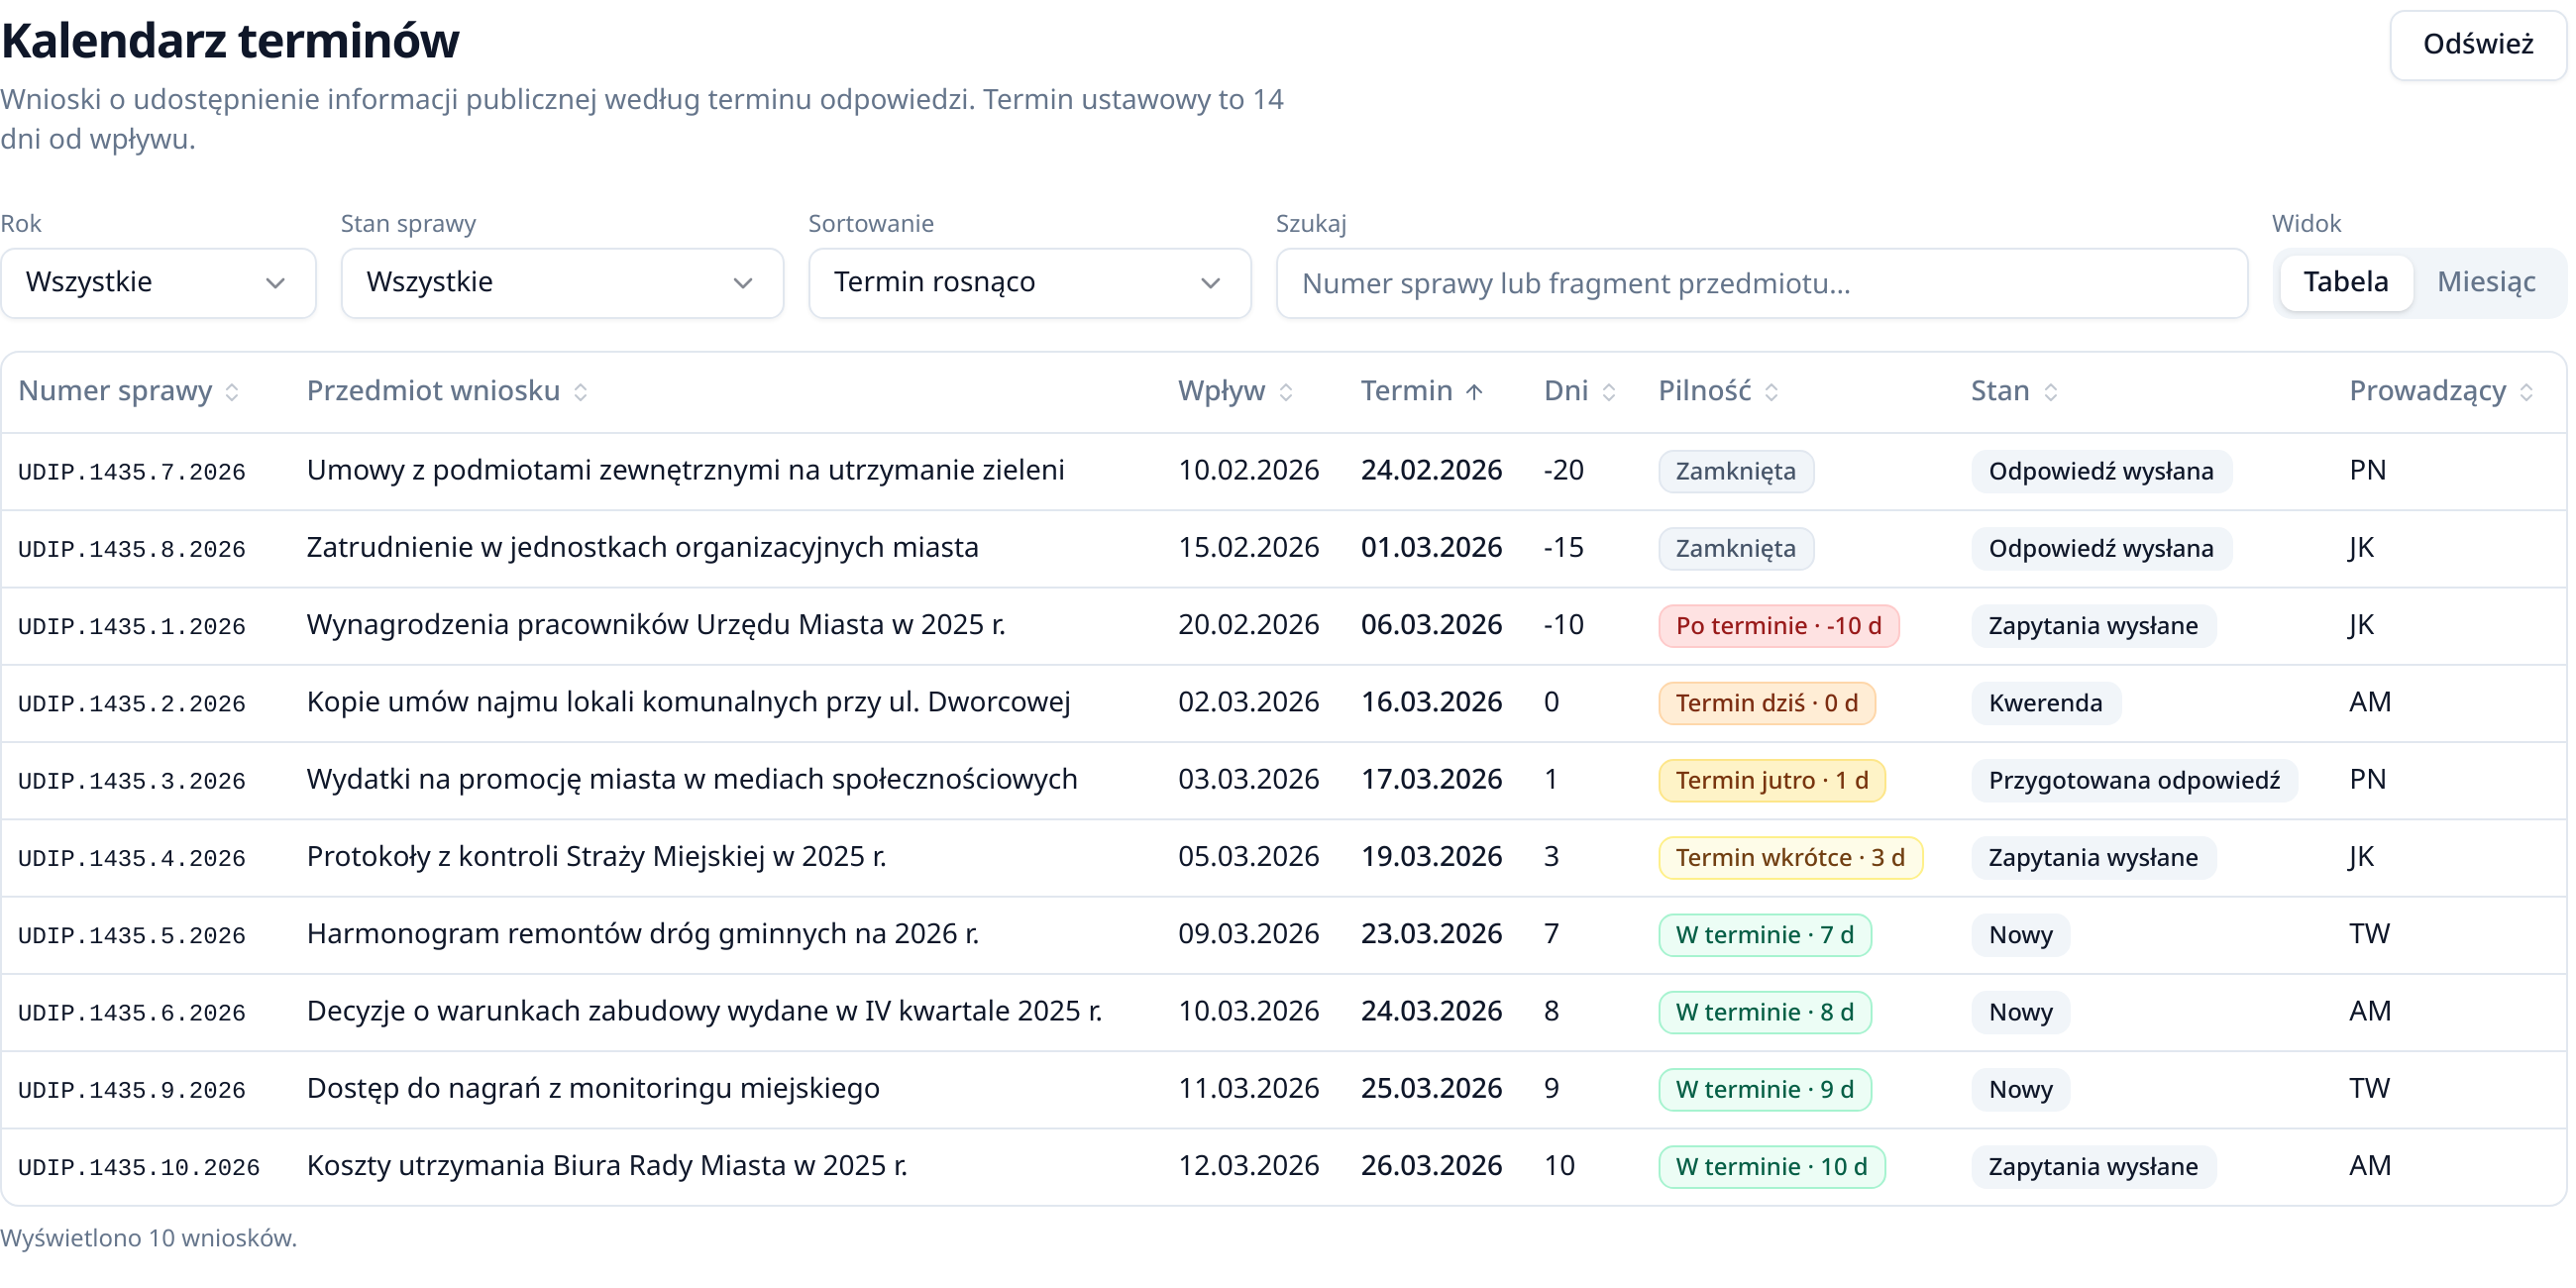 Kalendarz terminów
Odśwież
Wnioski o udostępnienie informacji publicznej według terminu odpowiedzi. Termin ustawowy to 14
dni od wpływu.
Rok Stan sprawy Sortowanie Szukaj Widok
Wszystkie Wszystkie Termin rosnąco Numer sprawy lub fragment przedmiotu... Tabela Miesiąc
Numer sprawy Przedmiot wniosku Wpływ Termin Dni Pilność Stan Prowadzący
UDIP.1435.7.2026 Umowy z podmiotami zewnętrznymi na utrzymanie zieleni 10.02.2026 24.02.2026 -20 Zamknięta Odpowiedź wysłana PN
UDIP.1435.8.2026 Zatrudnienie w jednostkach organizacyjnych miasta 15.02.2026 01.03.2026 -15 Zamknięta Odpowiedź wysłana JK
UDIP.1435.1.2026 Wynagrodzenia pracowników Urzędu Miasta w 2025 r. 20.02.2026 06.03.2026 -10 Po terminie · -10 d Zapytania wysłane JK
UDIP.1435.2.2026 Kopie umów najmu lokali komunalnych przy ul. Dworcowej 02.03.2026 16.03.2026 0 Termin dziś · 0 d Kwerenda AM
UDIP.1435.3.2026 Wydatki na promocję miasta w mediach społecznościowych 03.03.2026 17.03.2026 1 Termin jutro · 1 d Przygotowana odpowiedź PN
UDIP.1435.4.2026 Protokoły z kontroli Straży Miejskiej w 2025 r. 05.03.2026 19.03.2026 3 Termin wkrótce · 3 d Zapytania wysłane JK
UDIP.1435.5.2026 Harmonogram remontów dróg gminnych na 2026 r. 09.03.2026 23.03.2026 7 W terminie · 7 d Nowy TW
UDIP.1435.6.2026 Decyzje o warunkach zabudowy wydane w IV kwartale 2025 r. 10.03.2026 24.03.2026 8 W terminie · 8 d Nowy AM
UDIP.1435.9.2026 Dostęp do nagrań z monitoringu miejskiego 11.03.2026 25.03.2026 9 W terminie · 9 d Nowy TW
UDIP.1435.10.2026 Koszty utrzymania Biura Rady Miasta w 2025 r. 12.03.2026 26.03.2026 10 W terminie · 10 d Zapytania wysłane AM
Wyświetlono 10 wniosków.